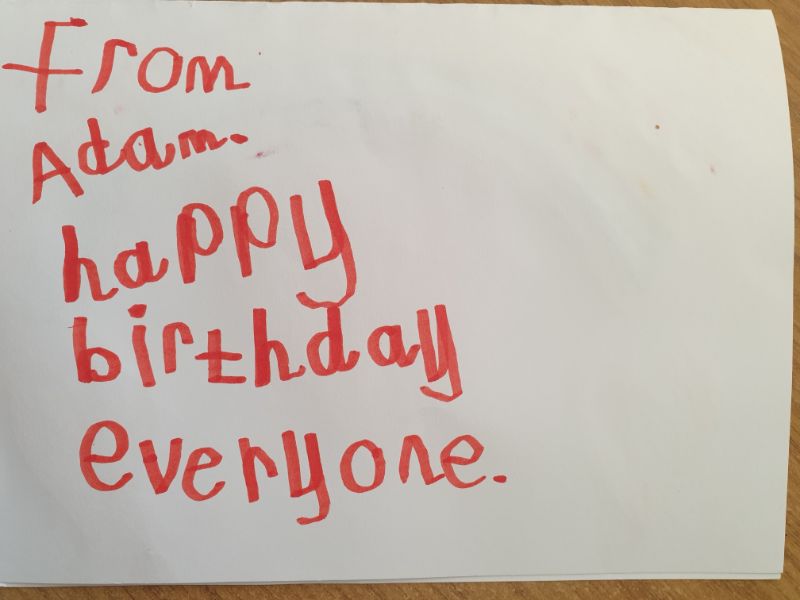 From
Adam.
happy
birthday
everyone.